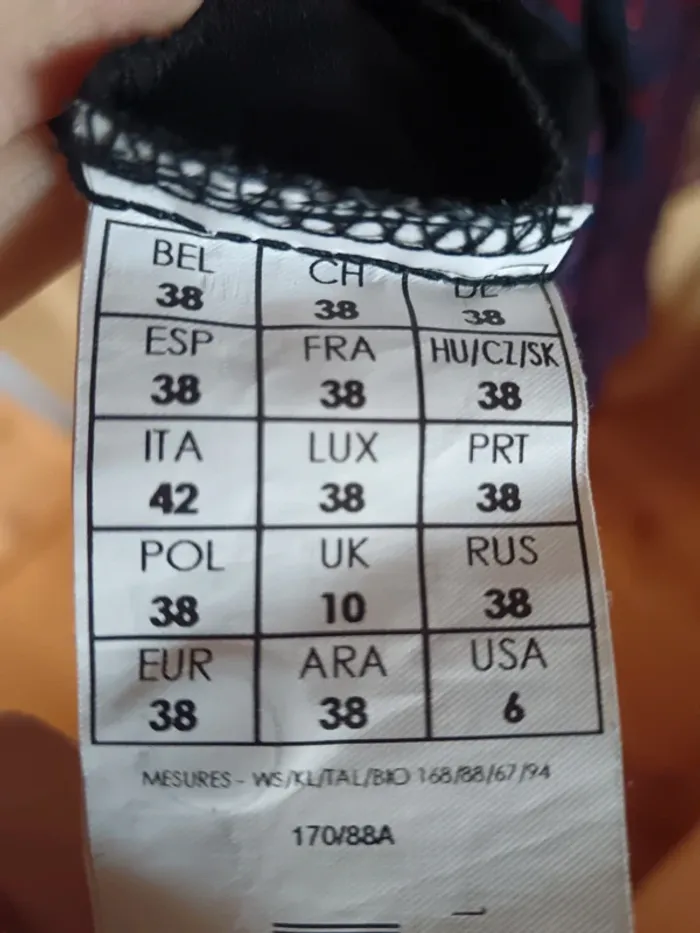 BEL CH DE
38 38 38
ESP FRA HU/CZ/SK
38 38 38
ITA LUX PRT
42 38 38
POL UK RUS
38 10 38
EUR ARA USA
38 38 6
MESURES - WS/KL/TAL/BIO 168/88/67/94
170/88A